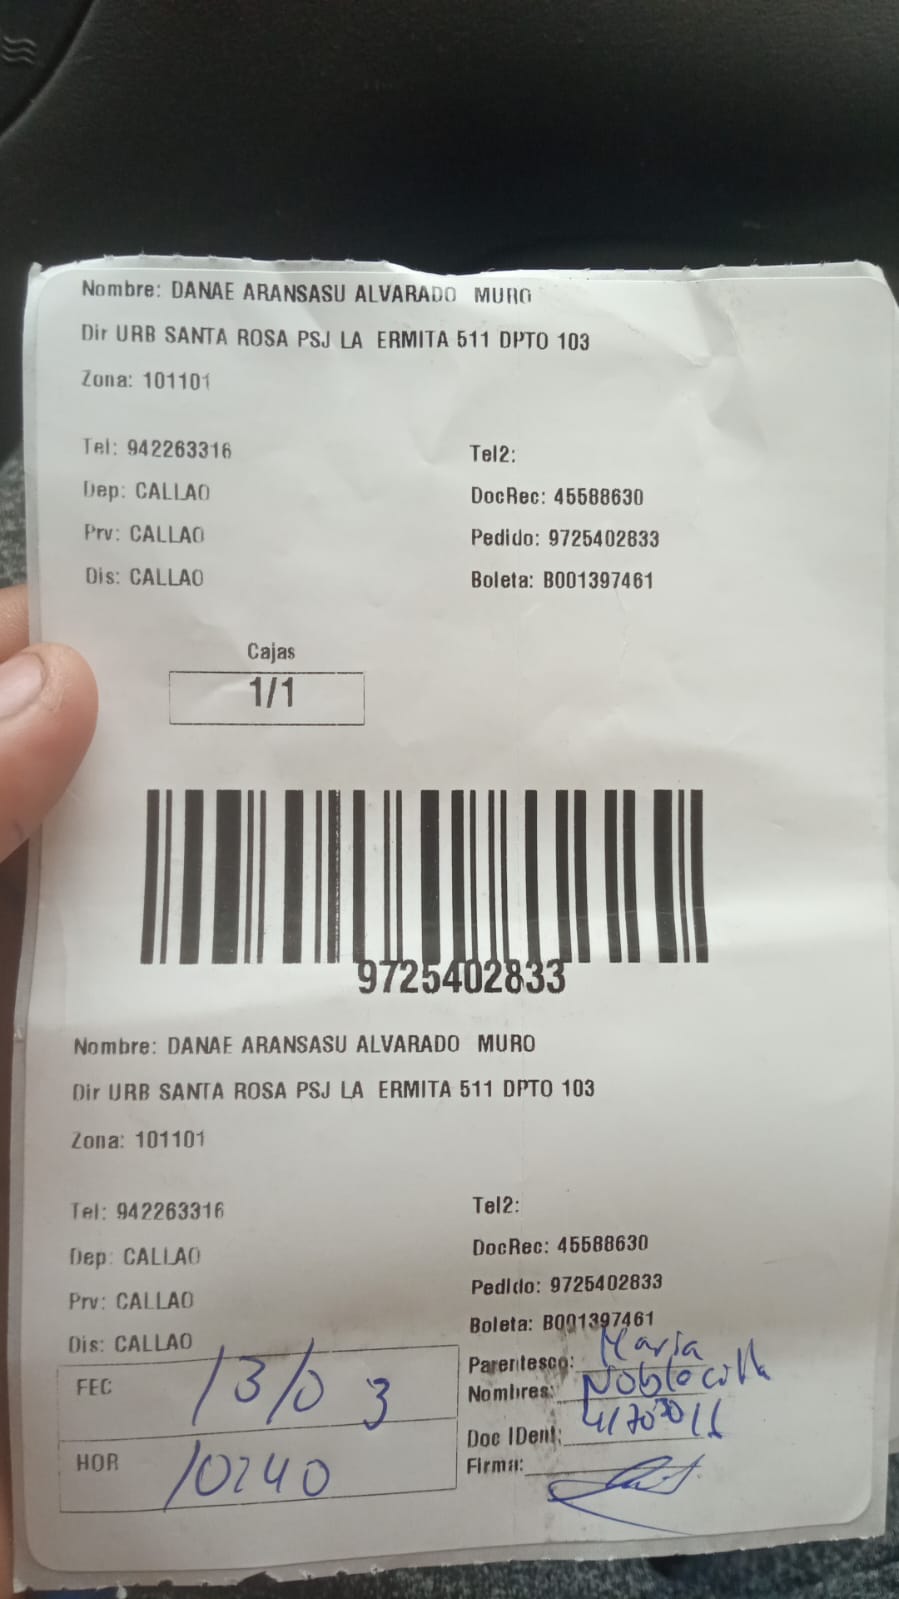 Nombre: DANAE ARANSASU ALVARADO MURO
Dir URB SANTA ROSA PSJ LA ERMITA 511 DPTO 103
Zona: 101101
Tel: 942263316
Tel2:
Dep: CALLAO
DocRec: 45588630
Prv: CALLAO
Pedido: 9725402833
Dis: CALLAO
Boleta: B001397461
Cajas
1/1
9725402833
Nombre: DANAE ARANSASU ALVARADO MURO
Dir URB SANTA ROSA PSJ LA ERMITA 511 DPTO 103
Zona: 101101
Tel: 942263316
Tel2:
Dep: CALLAO
DocRec: 45588630
Prv: CALLAO
Pedido: 9725402833
Dis: CALLAO
Boleta: B001397461
FEC 13/03
HOR 10:40
Parentesco: Maria
Nombres: Noblecilla
Doc IDent:
Firma: